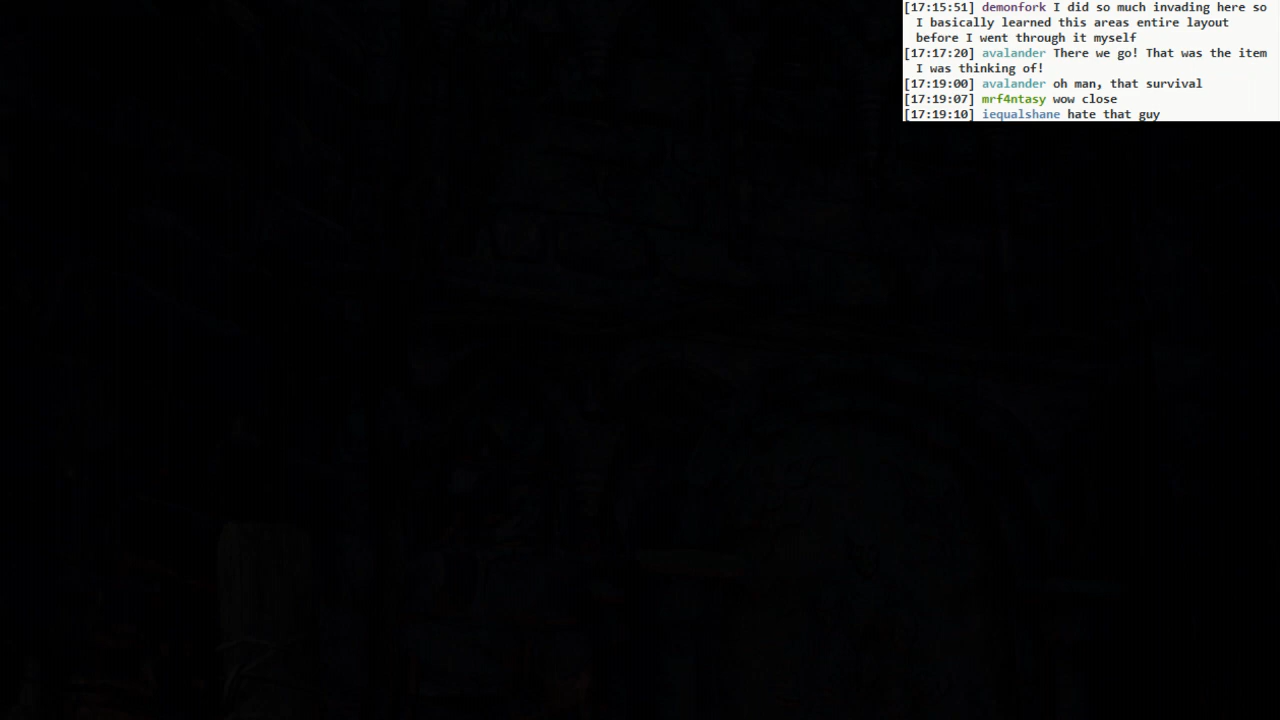 [17:15:51] demonfork I did so much invading here so
I basically learned this areas entire layout
before I went through it myself
[17:17:20] avalander There we go! That was the item
I was thinking of!
[17:19:00] avalander oh man, that survival
[17:19:07] mrf4ntasy wow close
[17:19:10] iequalshane hate that guy